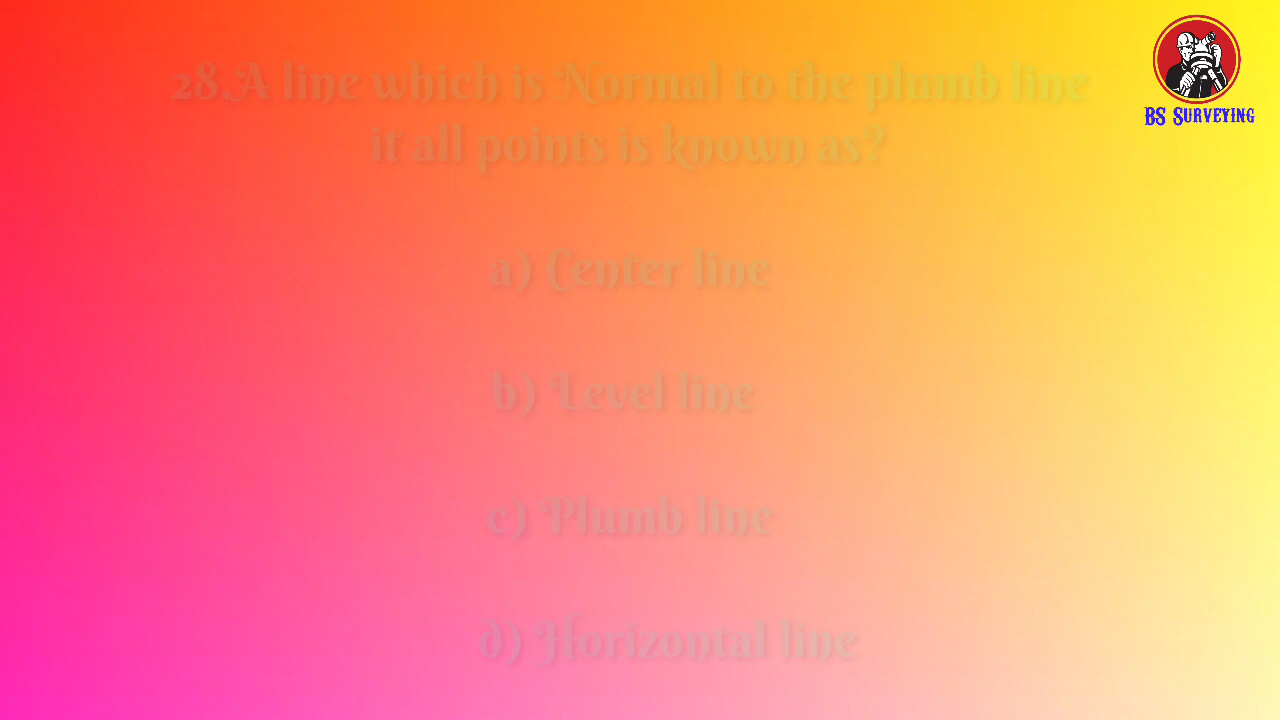 28.A line which is Normal to the plumb line
it all points is known as?
a) Center line
b) Level line
c) Plumb line
d) Horizontal line
BS Surveying